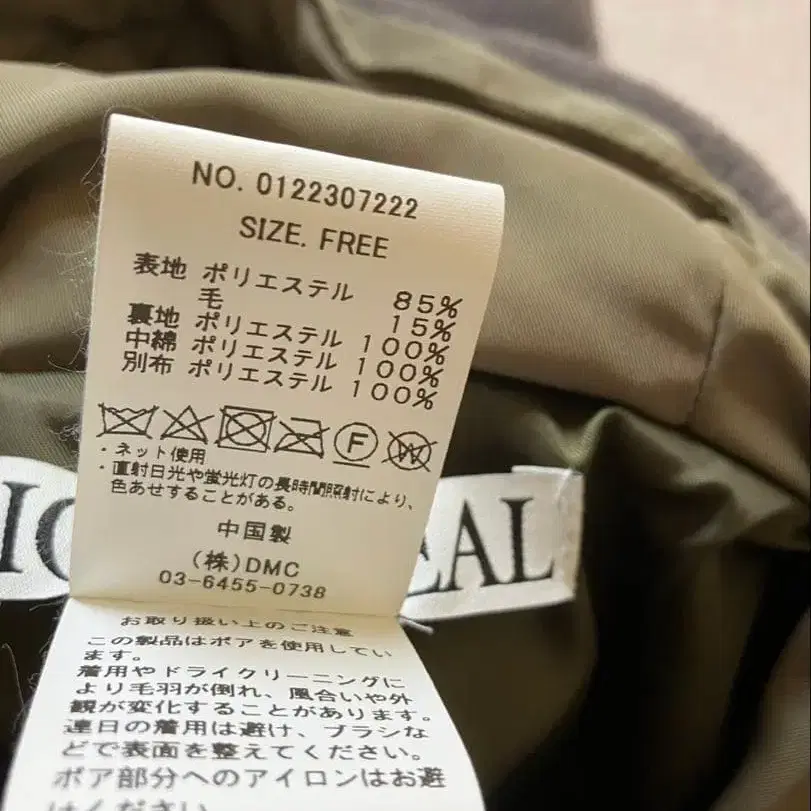 NO. 0122307222
SIZE. FREE
表地 ポリエステル 85%
毛 15%
裏地 ポリエステル 100%
中綿 ポリエステル 100%
別布 ポリエステル 100%
F
W
・ネット使用
・直射日光や蛍光灯の長時間照射により、
色あせすることがある。
中国製
(株)DMC
03-6455-0738
お取り扱い上のご注意
この製品はボアを使用してい
ます。
着用やドライクリーニングに
より毛羽が倒れ、風合いや外
観が変化することがあります。
連日の着用は避け、ブラシな
どで表面を整えてください。
ボア部分へのアイロンはお避
けください